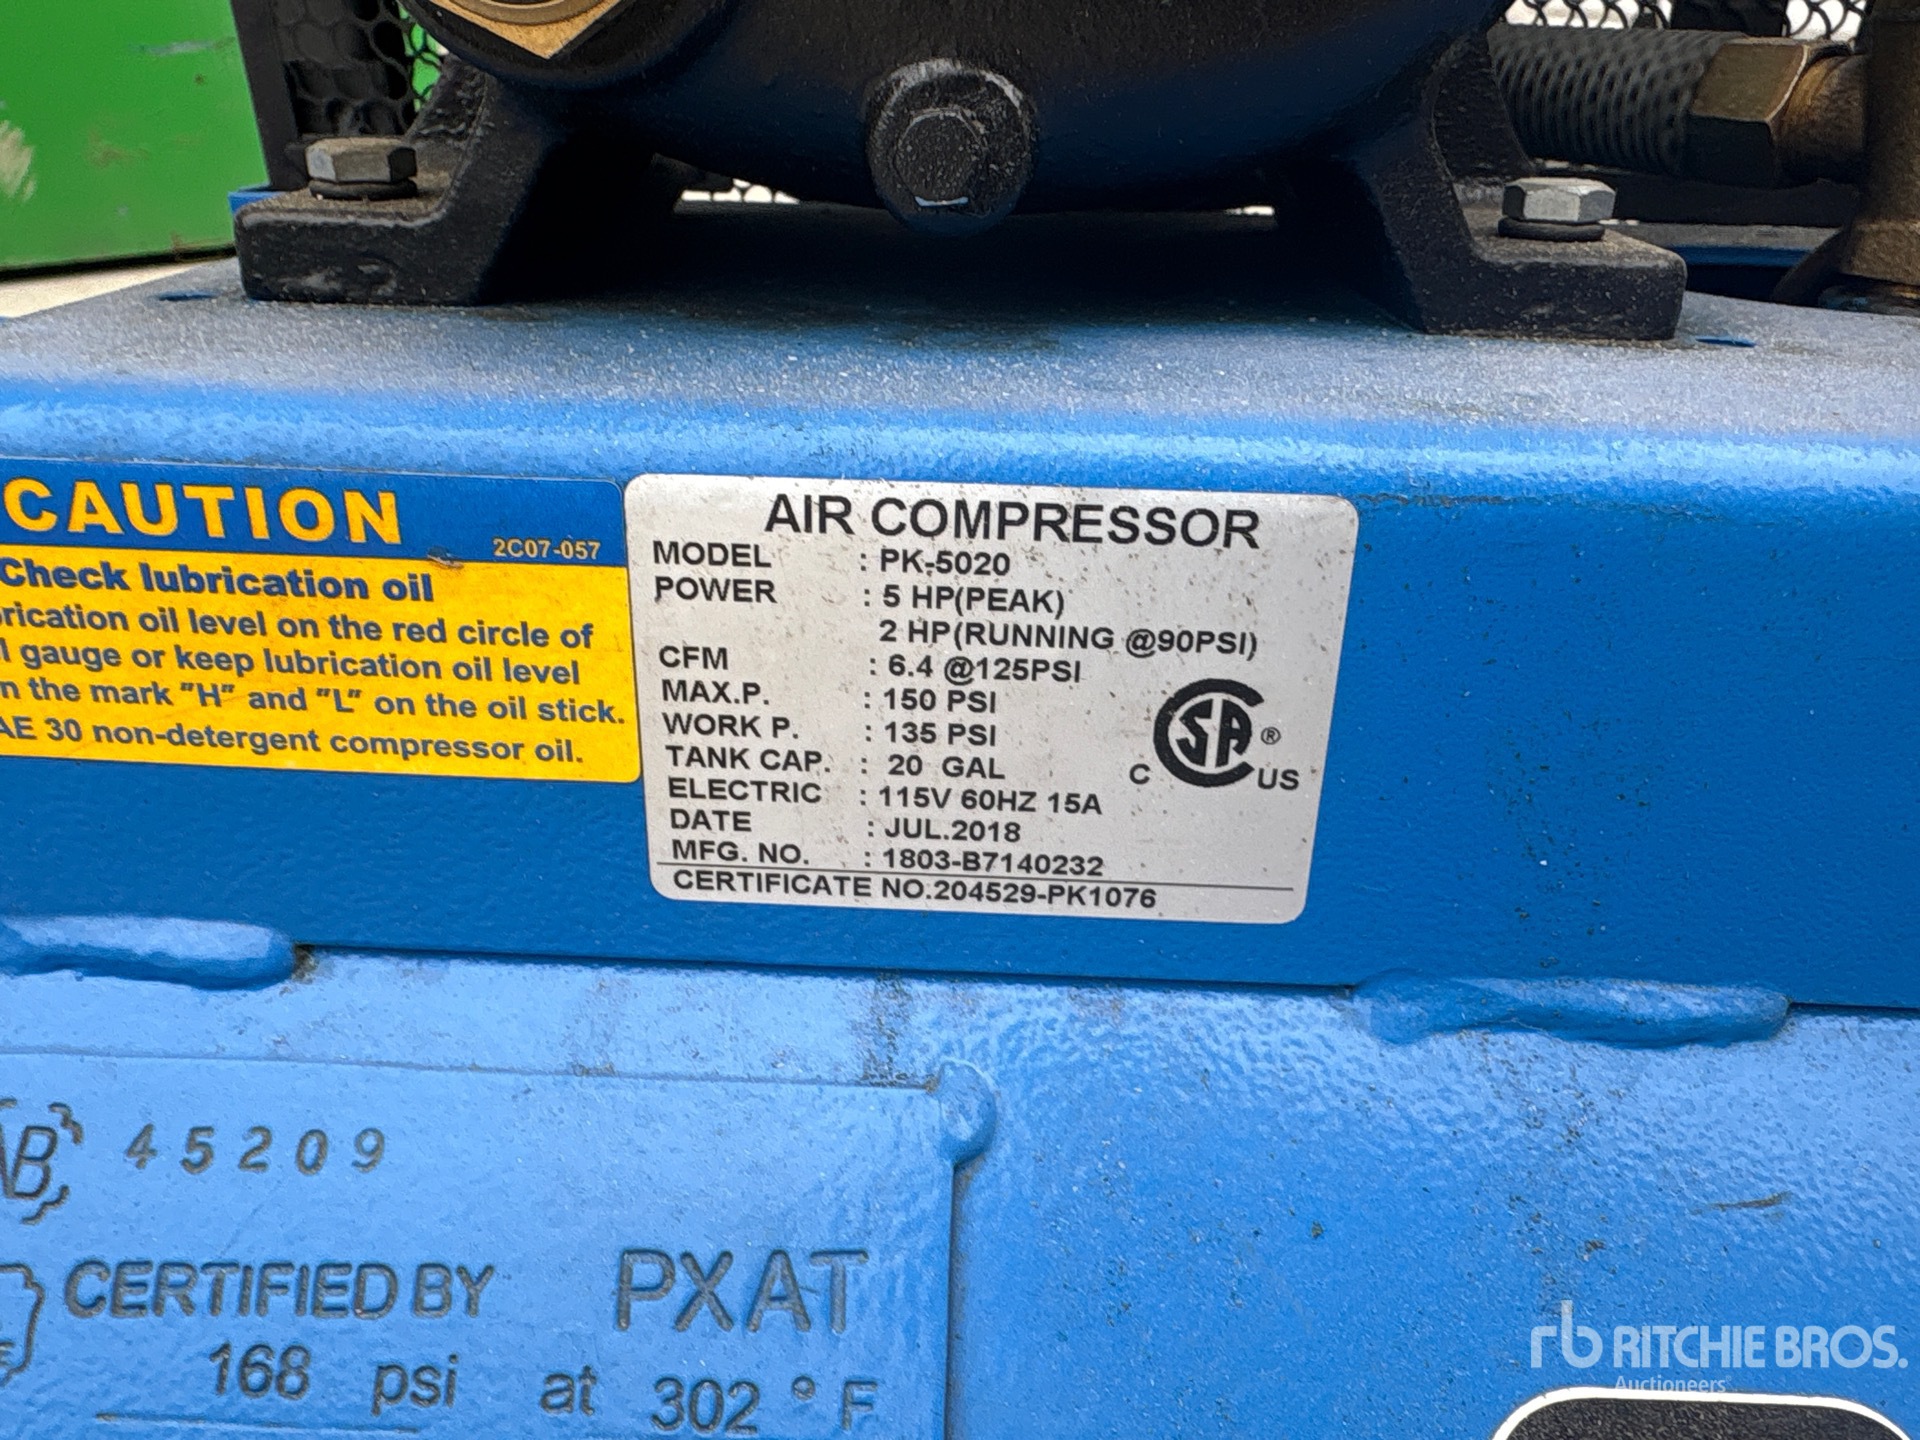 CAUTION
2C07-057
Check lubrication oil
oil level on the red circle of
gauge or keep lubrication oil level
the mark "H" and "L" on the oil stick.
30 non-detergent compressor oil.
AIR COMPRESSOR
MODEL : PK-5020
POWER : 5 HP(PEAK)
2 HP(RUNNING @90PSI)
CFM : 6.4 @125PSI
MAX.P. : 150 PSI
WORK P. : 135 PSI
TANK CAP. : 20 GAL
ELECTRIC : 115V 60HZ 15A
DATE : JUL.2018
MFG. NO. : 1803-B7140232
CERTIFICATE NO.204529-PK1076
C SA ® US
45209
CERTIFIED BY PXAT
168 psi at 302 °F
rb RITCHIE BROS.
Auctioneers